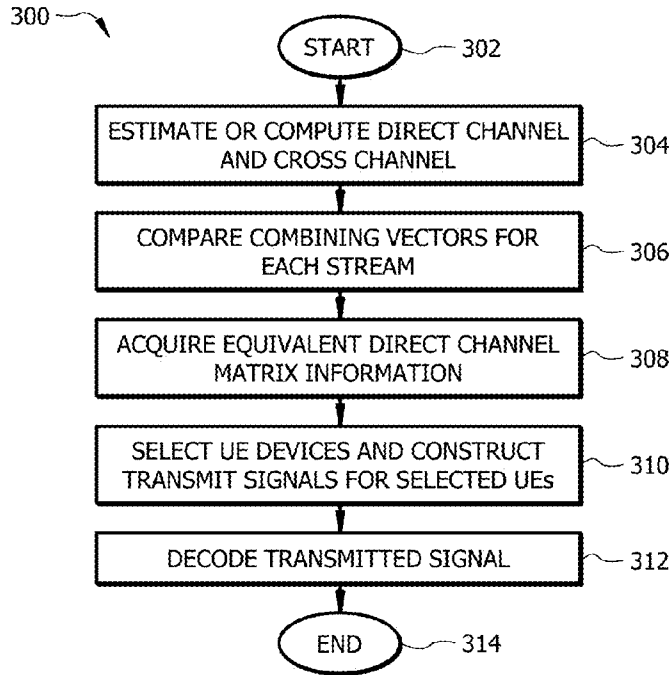 300
START
302
ESTIMATE OR COMPUTE DIRECT CHANNEL
AND CROSS CHANNEL
304
COMPARE COMBINING VECTORS FOR
EACH STREAM
306
ACQUIRE EQUIVALENT DIRECT CHANNEL
MATRIX INFORMATION
308
SELECT UE DEVICES AND CONSTRUCT
TRANSMIT SIGNALS FOR SELECTED UEs
310
DECODE TRANSMITTED SIGNAL
312
END
314